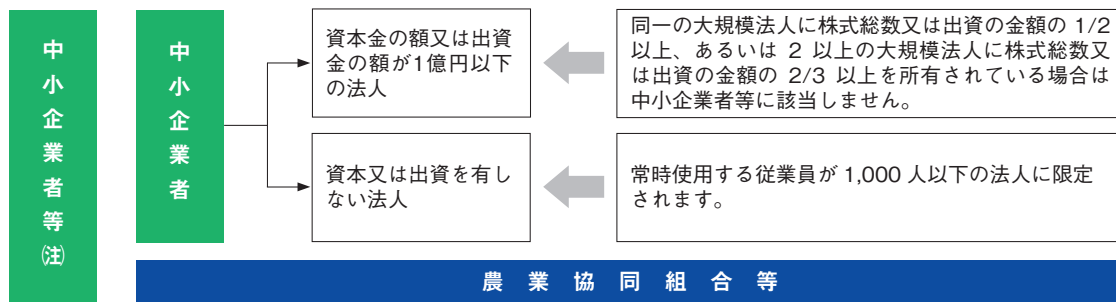 中小企業者等(注)
中小企業者
資本金の額又は出資
金の額が1億円以下
の法人
同一の大規模法人に株式総数又は出資の金額の 1/2
以上、あるいは 2 以上の大規模法人に株式総数又
は出資の金額の 2/3 以上を所有されている場合は
中小企業者等に該当しません。
資本又は出資を有し
ない法人
常時使用する従業員が 1,000 人以下の法人に限定
されます。
農業協同組合等